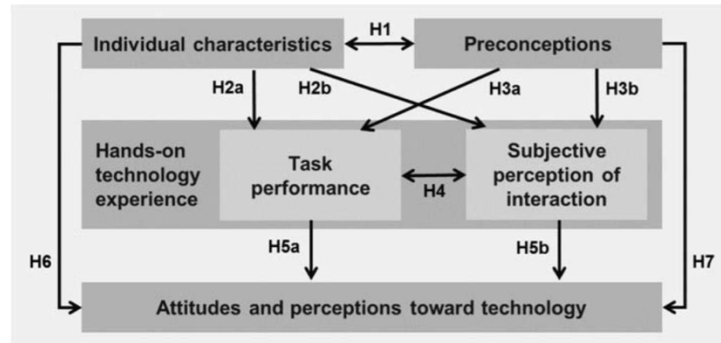 Individual characteristics
H1
Preconceptions
H2a
H2b
H3a
H3b
Hands-on
technology
experience
Task
performance
H4
Subjective
perception of
interaction
H5a
H5b
H6
H7
Attitudes and perceptions toward technology